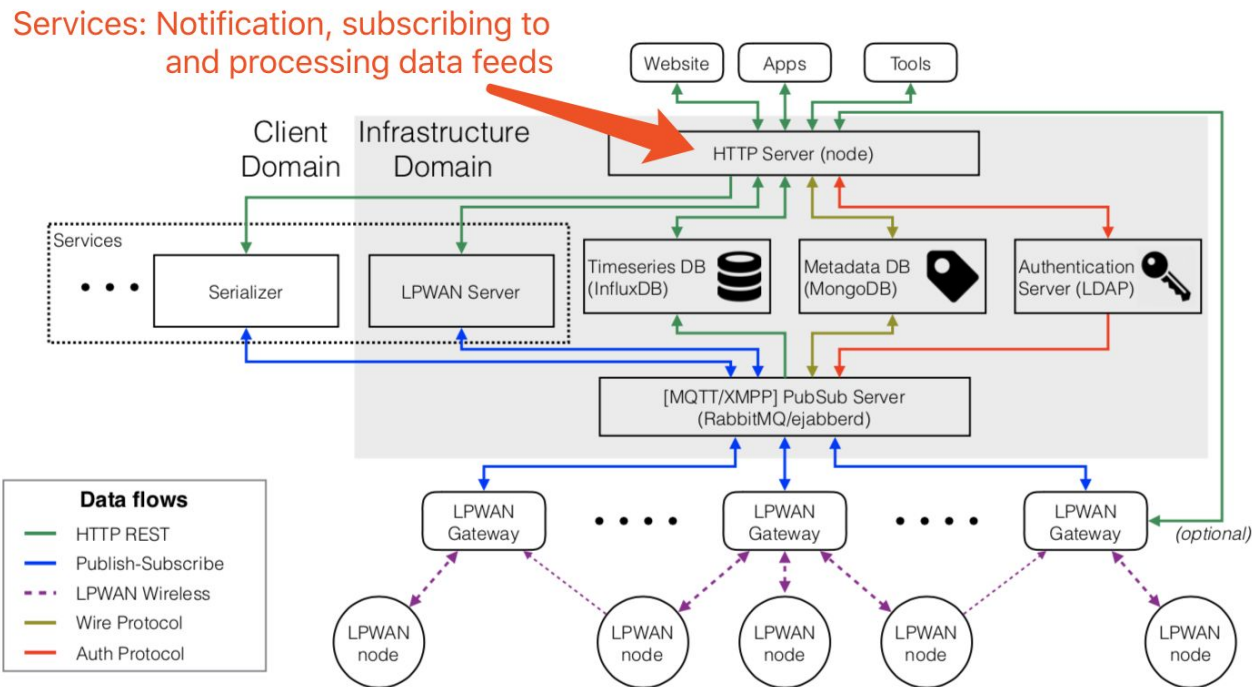 Services: Notification, subscribing to
and processing data feeds
Website
Apps
Tools
Client
Domain
Infrastructure
Domain
HTTP Server (node)
Services
Serializer
LPWAN Server
Timeseries DB
(InfluxDB)
Metadata DB
(MongoDB)
Authentication
Server (LDAP)
[MQTT/XMPP] PubSub Server
(RabbitMQ/ejabberd)
Data flows
HTTP REST
Publish-Subscribe
LPWAN Wireless
Wire Protocol
Auth Protocol
LPWAN
Gateway
LPWAN
Gateway
LPWAN
Gateway
(optional)
LPWAN
node
LPWAN
node
LPWAN
node
LPWAN
node
LPWAN
node